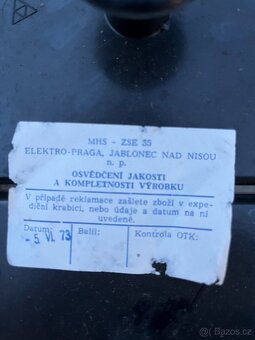 MHS - ZSE 35
ELEKTRO-PRAGA, JABLONEC NAD NISOU
n. p.
OSVĚDČENÍ JAKOSTI
A KOMPLETNOSTI VÝROBKU
V případě reklamace zašlete zboží v expe-
diční krabici, nebo údaje a datum na ní
uvedené.
Datum: Balil: Kontrola OTK:
- 5. VI. 73
Bazos.cz